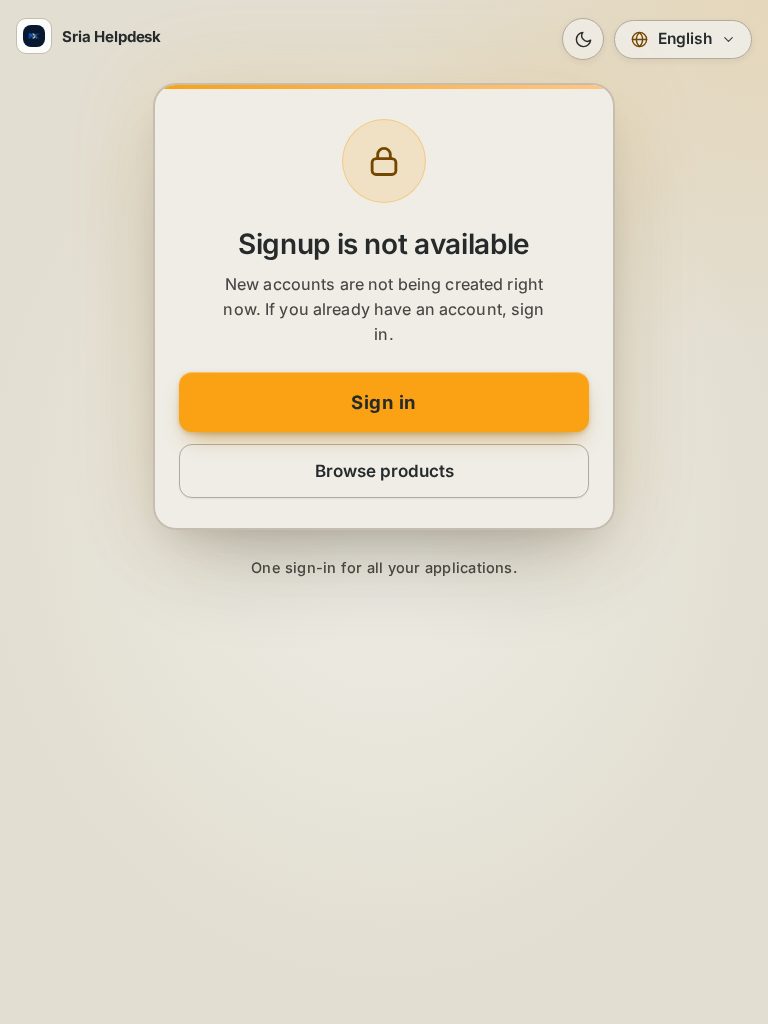 Sria Helpdesk
English
Signup is not available
New accounts are not being created right
now. If you already have an account, sign
in.
Sign in
Browse products
One sign-in for all your applications.